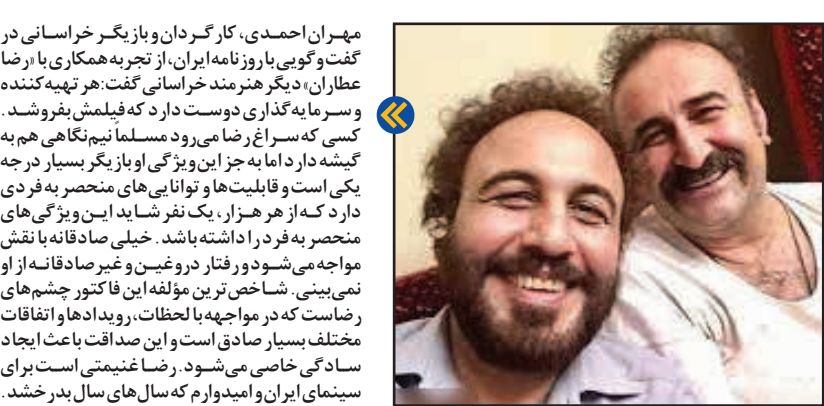 مهـران احمـدی، کارگـردان و بازیگـر خراسـانی در
گفت‌وگویی با روزنامه ایران، از تجربه همکاری با «رضا
عطاران» دیگر هنرمند خراسانی گفت: هر تهیه‌کننده
و سـرمایه‌گذاری دوسـت دارد که فیلمش بفروشـد.
کسی که سـراغ رضا می‌رود مسـلماً نیم‌نگاهی هم به
گیشه دارد اما به جز این ویژگی او بازیگر بسیار درجه
یکی است و قابلیت‌ها و توانایی‌های منحصر به فردی
دارد کـه از هر هـزار، یک نفر شـاید ایـن ویژگی‌های
منحصر به فرد را داشته باشد. خیلی صادقانه با نقش
مواجه می‌شـود و رفتار دروغیـن و غیر صادقانـه از او
نمی‌بینی. شـاخص‌ترین مؤلفه این فاکتور چشم‌های
رضاست که در مواجهه با لحظات، رویدادها و اتفاقات
مختلف بسیار صادق است و این صداقت باعث ایجاد
سـادگی خاصی می‌شـود. رضـا غنیمتی اسـت برای
سینمای ایران و امیدوارم که سال‌های سال بدرخشد.